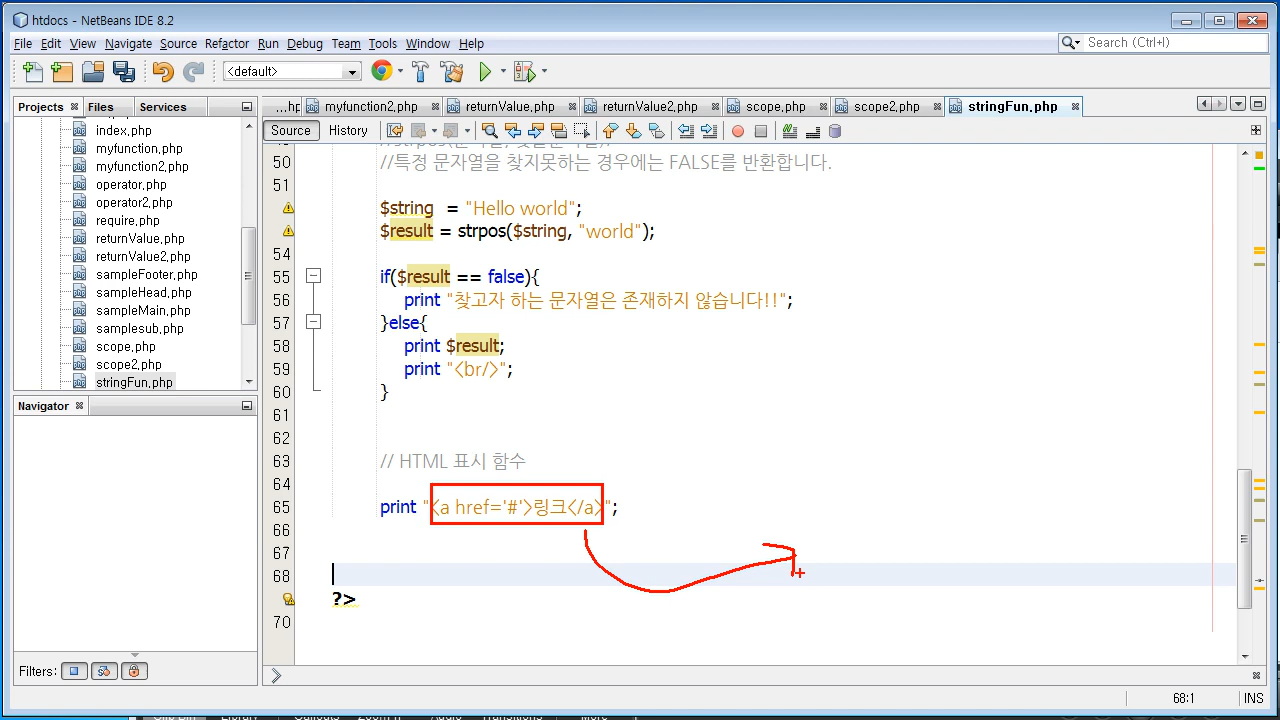 htdocs - NetBeans IDE 8.2
File Edit View Navigate Source Refactor Run Debug Team Tools Window Help
Search (Ctrl+I)
<default>
Projects Files Services
...hp myfunction2.php returnValue.php returnValue2.php scope.php scope2.php stringFun.php
Source History
index.php
myfunction.php
myfunction2.php
operator.php
operator2.php
require.php
returnValue.php
returnValue2.php
sampleFooter.php
sampleHead.php
sampleMain.php
samplesub.php
scope.php
scope2.php
stringFun.php
Navigator
Filters:
50 //특정 문자열을 찾지못하는 경우에는 FALSE를 반환합니다.
51
$string = "Hello world";
$result = strpos($string, "world");
54
55 if($result == false){
56 print "찾고자 하는 문자열은 존재하지 않습니다!!";
57 }else{
58 print $result;
59 print "<br/>";
60 }
61
62
63 // HTML 표시 함수
64
65 print "<a href='#'>링크</a>";
66
67
68
?>
70
68:1 INS